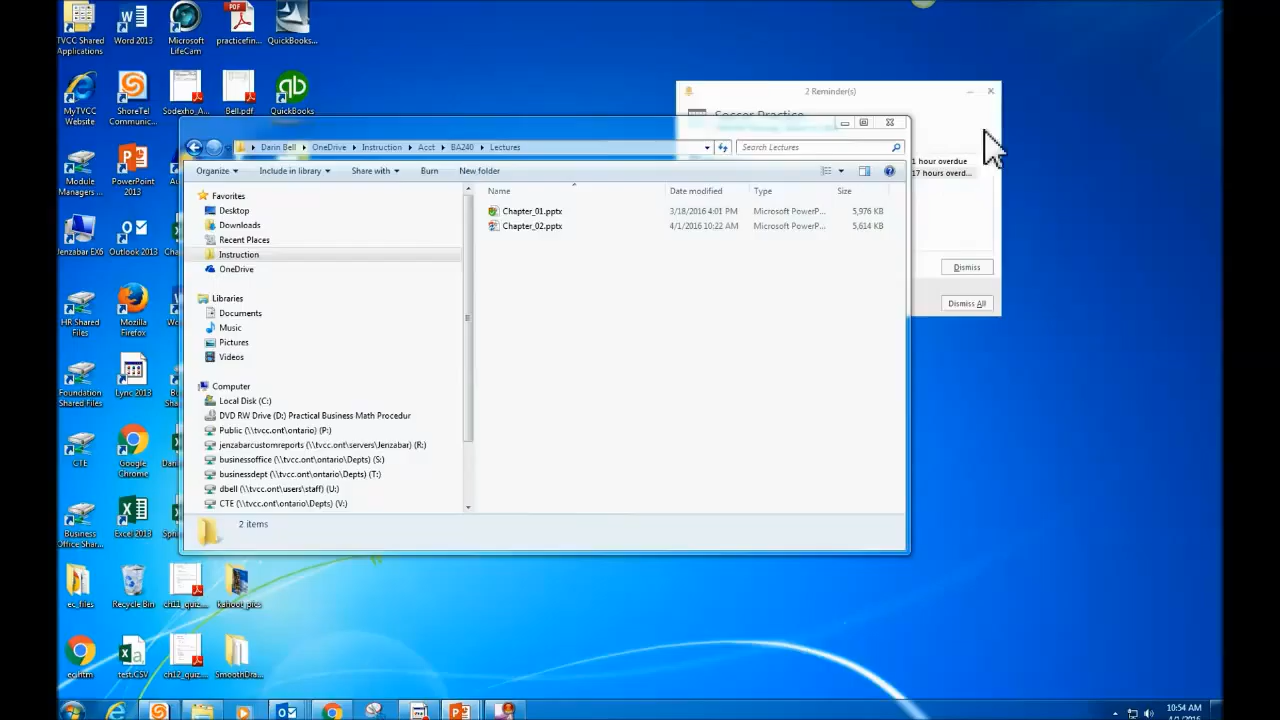 TVCC Shared
Applications
Word 2013
Microsoft
LifeCam
practicefin...
QuickBooks...
MyTVCC
Website
ShoreTel
Communic...
Sodexho_A...
Bell.pdf
QuickBooks
2 Reminder(s)
Soccer Practice
1 hour overdue
17 hours overd...
Dismiss
Dismiss All
Darin Bell
OneDrive
Instruction
Acct
BA240
Lectures
Search Lectures
Organize
Include in library
Share with
Burn
New folder
Name
Date modified
Type
Size
Chapter_01.pptx
3/18/2016 4:01 PM
Microsoft PowerP...
5,976 KB
Chapter_02.pptx
4/1/2016 10:22 AM
Microsoft PowerP...
5,614 KB
Favorites
Desktop
Downloads
Recent Places
Instruction
OneDrive
Libraries
Documents
Music
Pictures
Videos
Computer
Local Disk (C:)
DVD RW Drive (D:) Practical Business Math Procedur
Public (\\tvcc.ont\ontario) (P:)
jenzabarcustomreports (\\tvcc.ont\servers\Jenzabar) (R:)
businessoffice (\\tvcc.ont\ontario\Depts) (S:)
businessdept (\\tvcc.ont\ontario\Depts) (T:)
dbell (\\tvcc.ont\users\staff) (U:)
CTE (\\tvcc.ont\ontario\Depts) (V:)
2 items
Module
Managers ...
PowerPoint
2013
Jenzabar EX6
Outlook 2013
HR Shared
Files
Mozilla
Firefox
Foundation
Shared Files
Lync 2013
CTE
Google
Chrome
Business
Office Shar...
Excel 2013
ec_files
Recycle Bin
ch11_quiz...
kahoot_pics
ec.htm
test.CSV
ch12_quiz...
SmoothDra...
10:54 AM
4/1/2016